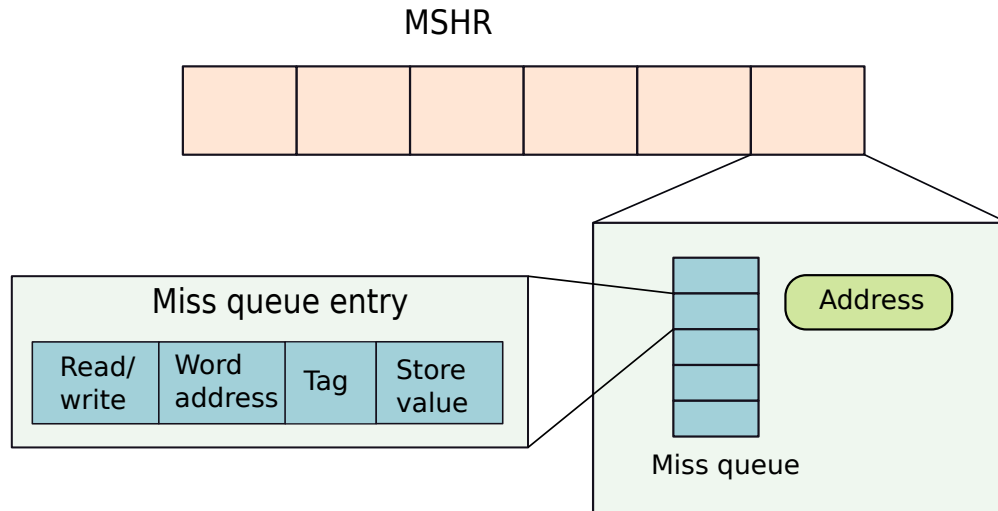 MSHR
Address
Miss queue entry
Read/
write
Word
address
Tag
Store
value
Miss queue